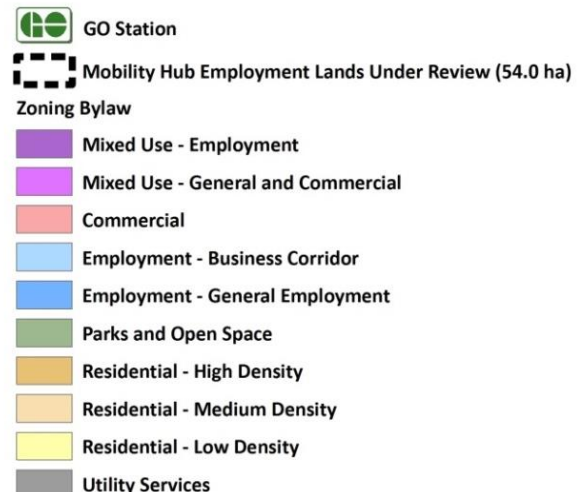 GO GO Station
Mobility Hub Employment Lands Under Review (54.0 ha)
Zoning Bylaw
Mixed Use - Employment
Mixed Use - General and Commercial
Commercial
Employment - Business Corridor
Employment - General Employment
Parks and Open Space
Residential - High Density
Residential - Medium Density
Residential - Low Density
Utility Services